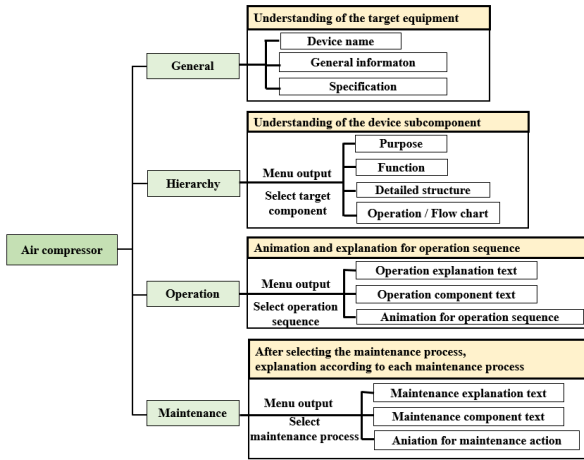 Understanding of the target equipment
Device name
General
General informaton
Specification
Understanding of the device subcomponent
Purpose
Menu output
Function
Hierarchy
Select target
component
Detailed structure
Operation / Flow chart
Air compressor
Animation and explanation for operation sequence
Operation explanation text
Menu output
Operation
Operation component text
Select operation
sequence
Animation for operation sequence
After selecting the maintenance process,
explanation according to each maintenance process
Maintenance explanation text
Menu output
Maintenance
Maintenance component text
Select
maintenance process
Aniation for maintenance action